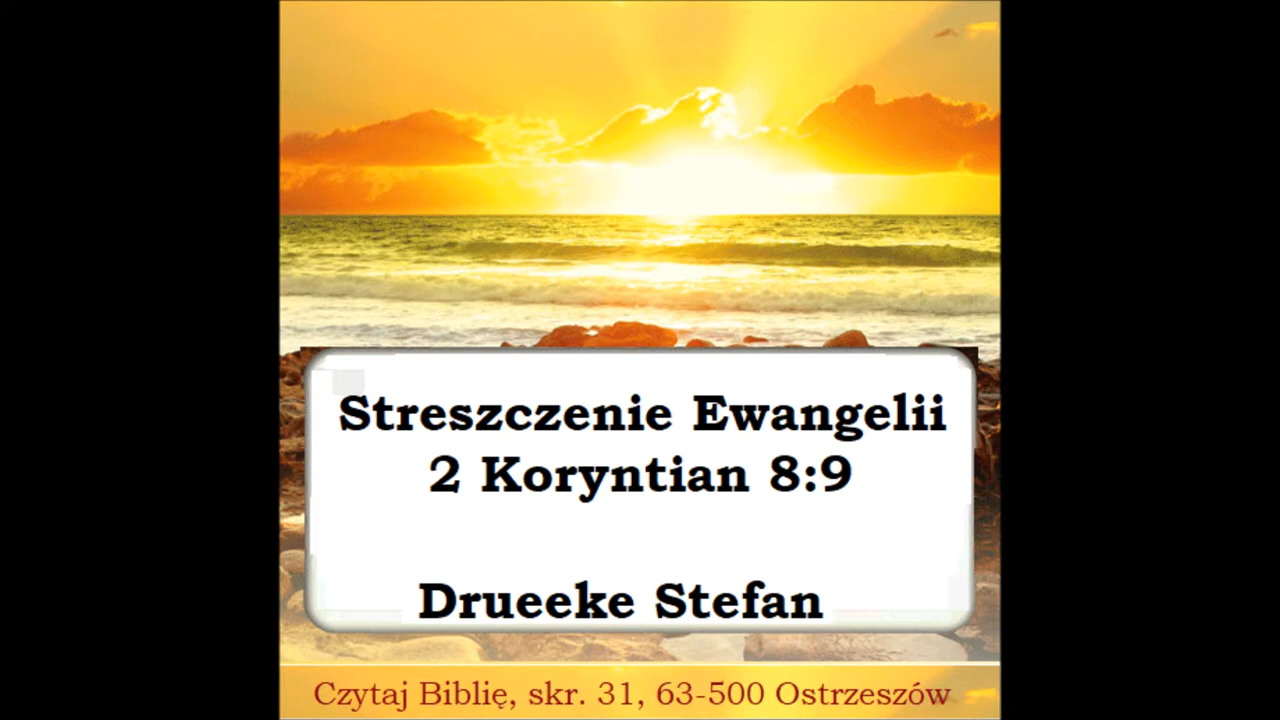 Streszczenie Ewangelii
2 Koryntian 8:9
Drueeke Stefan
Czytaj Biblię, skr. 31, 63-500 Ostrzeszów